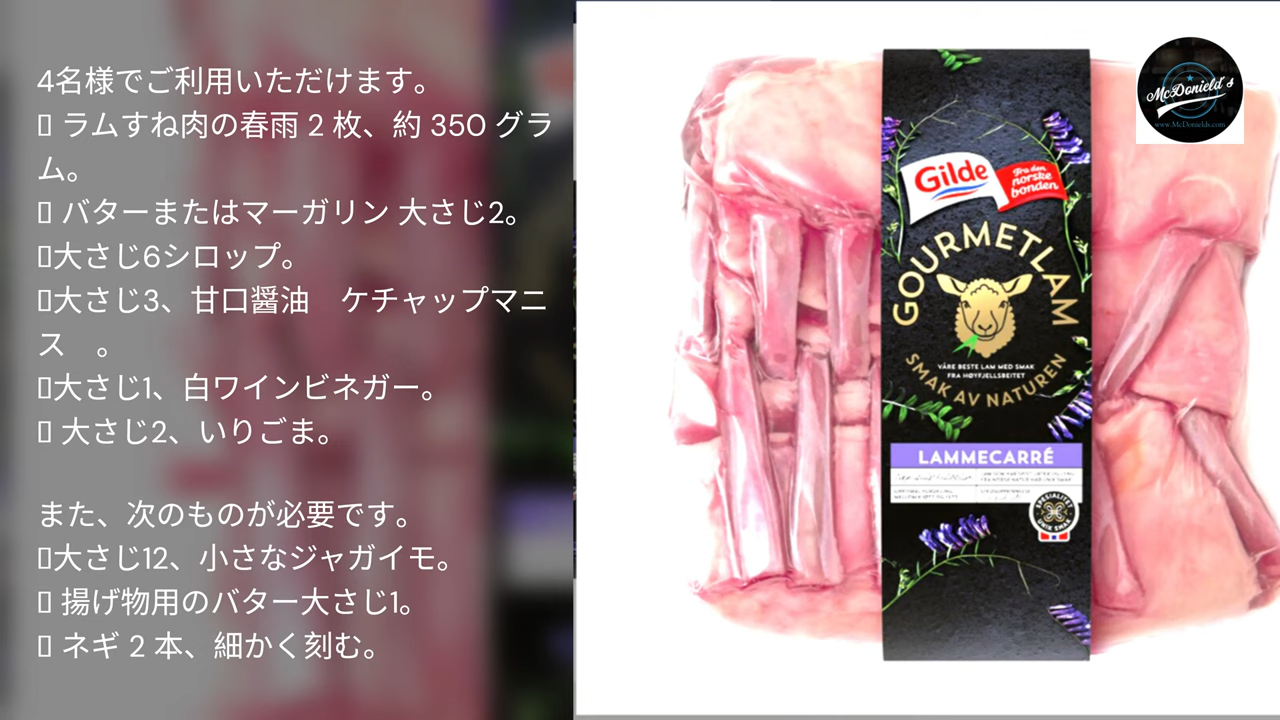 4名様でご利用いただけます。
▯ ラムすね肉の春雨 2 枚、約 350 グラ
ム。
▯ バターまたはマーガリン 大さじ2。
▯大さじ6シロップ。
▯大さじ3、甘口醤油　ケチャップマニ
ス　。
▯大さじ1、白ワインビネガー。
▯ 大さじ2、いりごま。
また、次のものが必要です。
▯大さじ12、小さなジャガイモ。
▯ 揚げ物用のバター大さじ1。
▯ ネギ 2 本、細かく刻む。
Gilde
Fra den
norske
bonden
GOURMETLAM
VÅRE BESTE LAM MED SMAK
FRA HØYFJELLSBEITET
SMAK AV NATUREN
LAMMECARRÉ
SPESIALITET
UNIK SMAK
McDonield's
www.McDonields.com